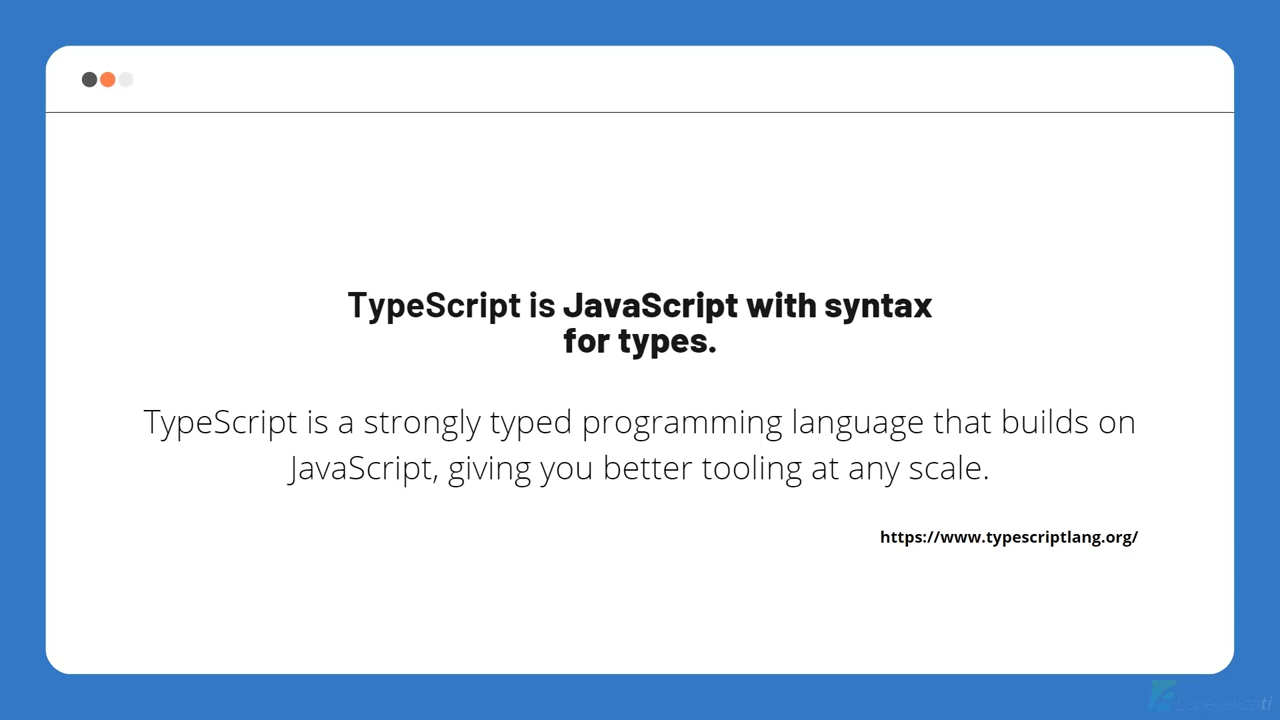 TypeScript is JavaScript with syntax
for types.
TypeScript is a strongly typed programming language that builds on
JavaScript, giving you better tooling at any scale.
https://www.typescriptlang.org/